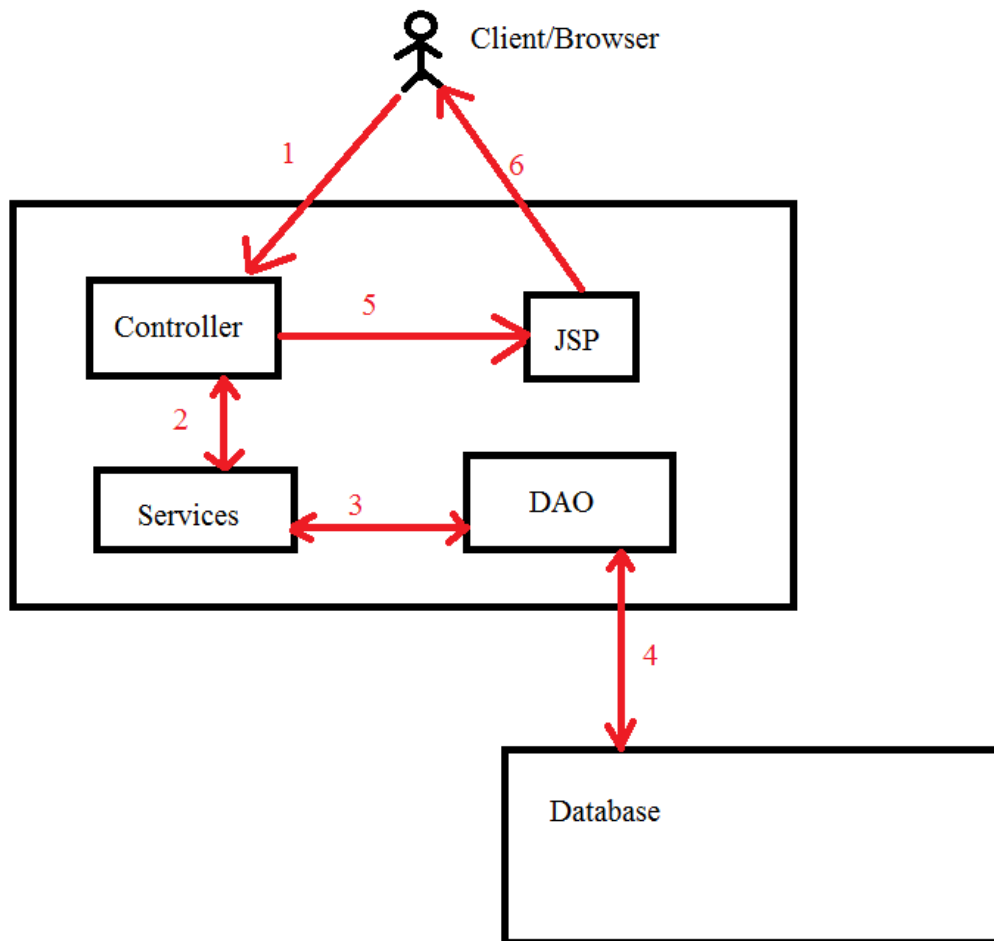 Client/Browser
1
6
Controller
5
JSP
2
Services
3
DAO
4
Database